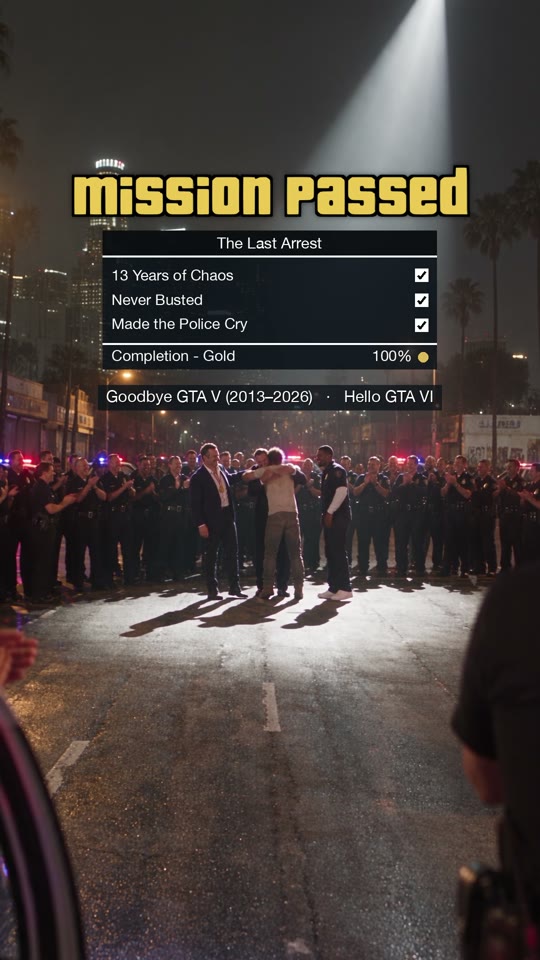 mission passed
The Last Arrest
13 Years of Chaos
Never Busted
Made the Police Cry
Completion - Gold 100%
Goodbye GTA V (2013–2026) · Hello GTA VI